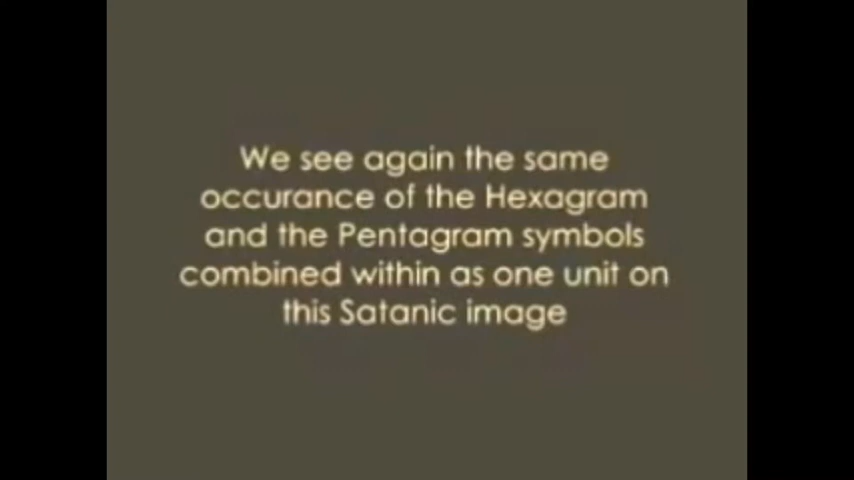 We see again the same
occurance of the Hexagram
and the Pentagram symbols
combined within as one unit on
this Satanic image